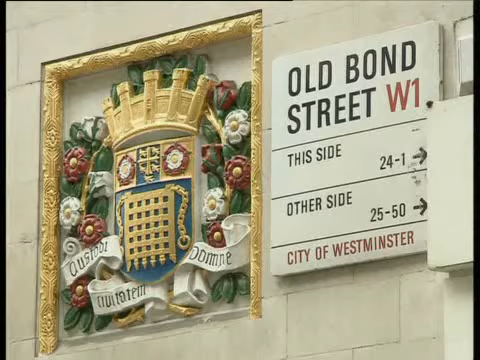 Custodi
civitatem
Domine
OLD BOND
STREET W1
THIS SIDE
24-1
OTHER SIDE
25-50
CITY OF WESTMINSTER